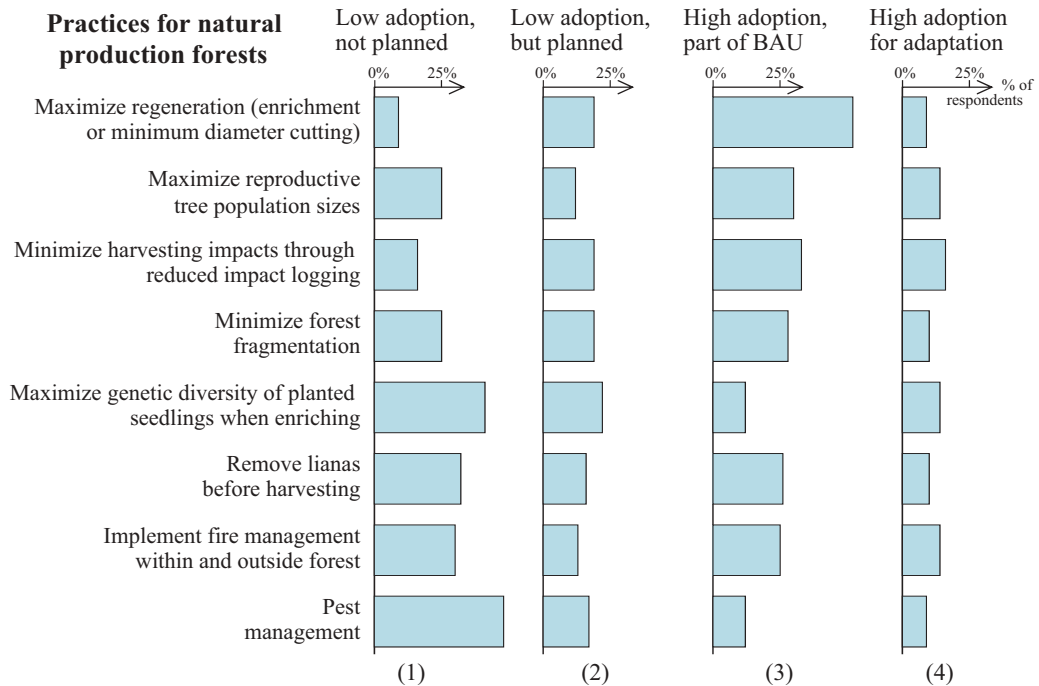 Practices for natural
production forests
Low adoption,
not planned
Low adoption,
but planned
High adoption,
part of BAU
High adoption
for adaptation
0% 25%
0% 25%
0% 25%
0% 25%
% of
respondents
Maximize regeneration (enrichment
or minimum diameter cutting)
Maximize reproductive
tree population sizes
Minimize harvesting impacts through
reduced impact logging
Minimize forest
fragmentation
Maximize genetic diversity of planted
seedlings when enriching
Remove lianas
before harvesting
Implement fire management
within and outside forest
Pest
management
(1) (2) (3) (4)